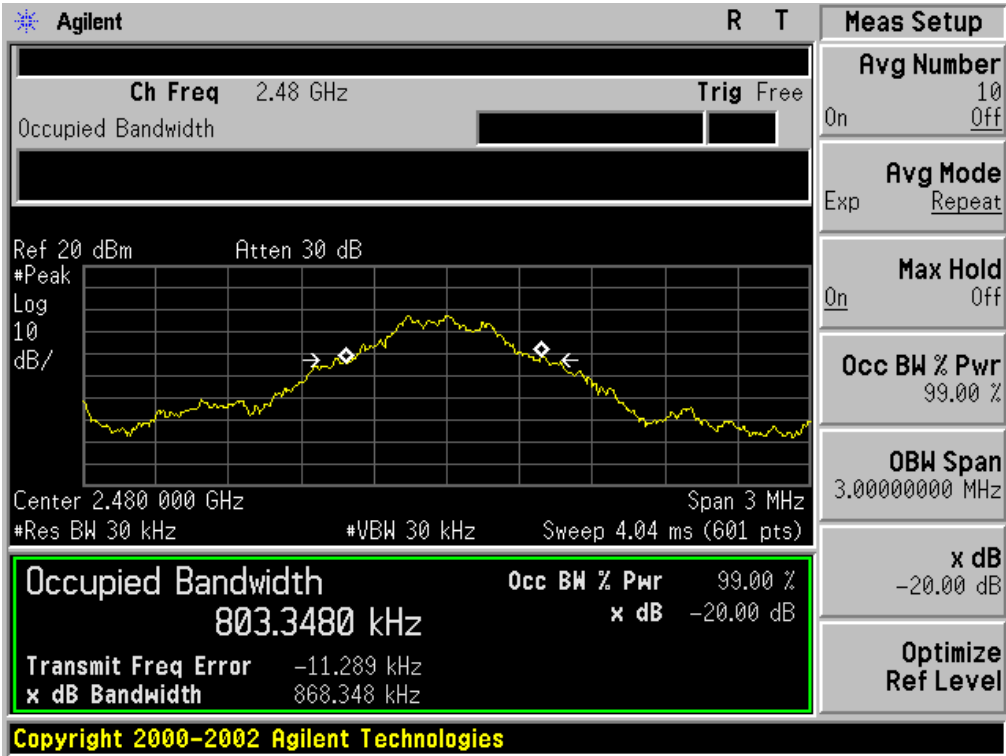 Agilent R T
Ch Freq 2.48 GHz Trig Free
Occupied Bandwidth
Ref 20 dBm Atten 30 dB
#Peak
Log
10
dB/
Center 2.480 000 GHz Span 3 MHz
#Res BW 30 kHz #VBW 30 kHz Sweep 4.04 ms (601 pts)
Occupied Bandwidth
803.3480 kHz
Occ BW % Pwr 99.00 %
x dB -20.00 dB
Transmit Freq Error -11.289 kHz
x dB Bandwidth 868.348 kHz
Copyright 2000-2002 Agilent Technologies
Meas Setup
Avg Number
10
On Off
Avg Mode
Exp Repeat
Max Hold
On Off
Occ BW % Pwr
99.00 %
OBW Span
3.00000000 MHz
x dB
-20.00 dB
Optimize
Ref Level